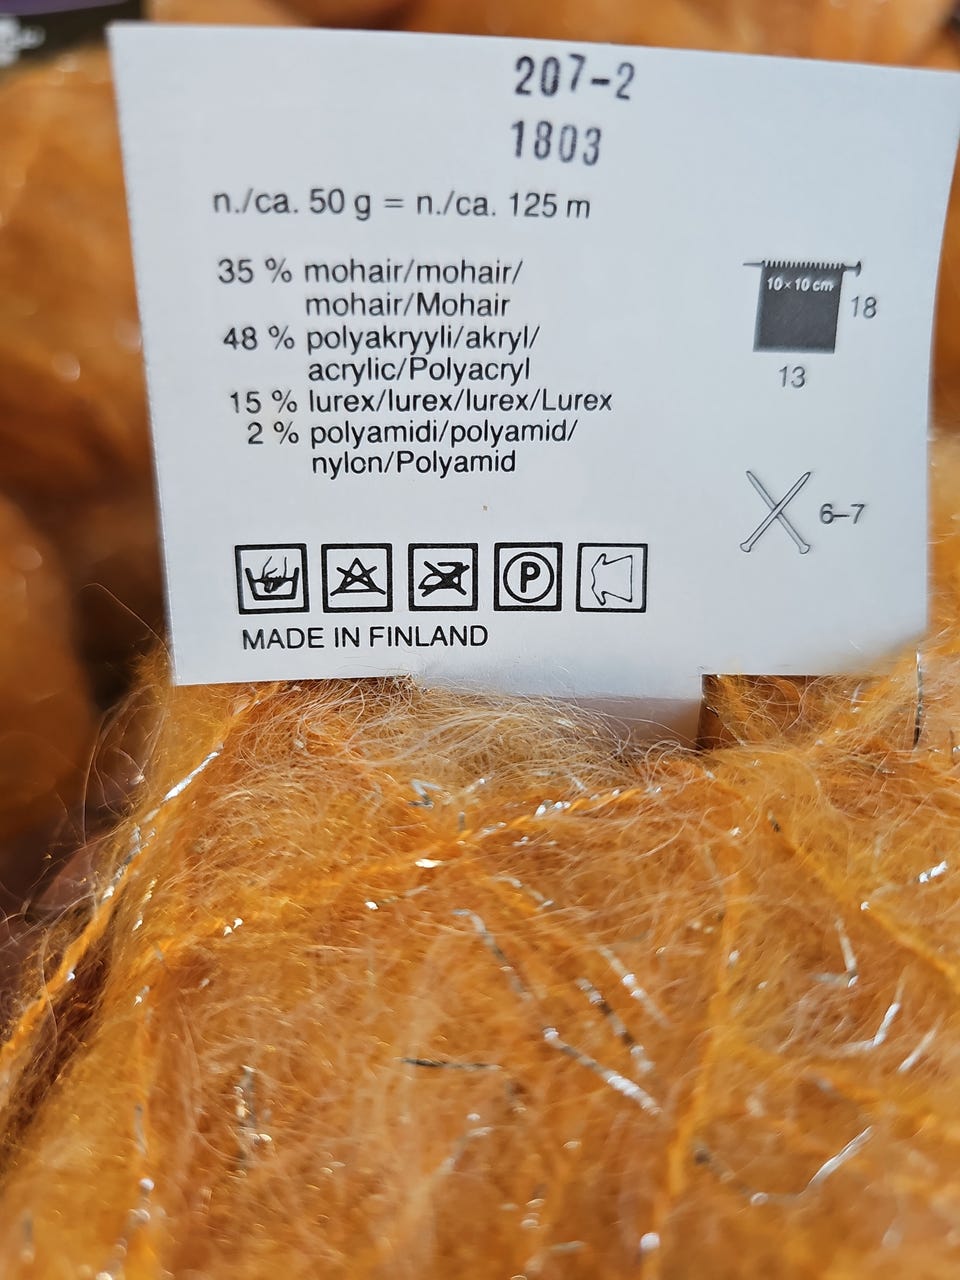 207-2
1803
n./ca. 50 g = n./ca. 125 m
35 % mohair/mohair/
mohair/Mohair
48 % polyakryyli/akryl/
acrylic/Polyacryl
15 % lurex/lurex/lurex/Lurex
2 % polyamidi/polyamid/
nylon/Polyamid
10×10 cm
18
13
6–7
P
MADE IN FINLAND